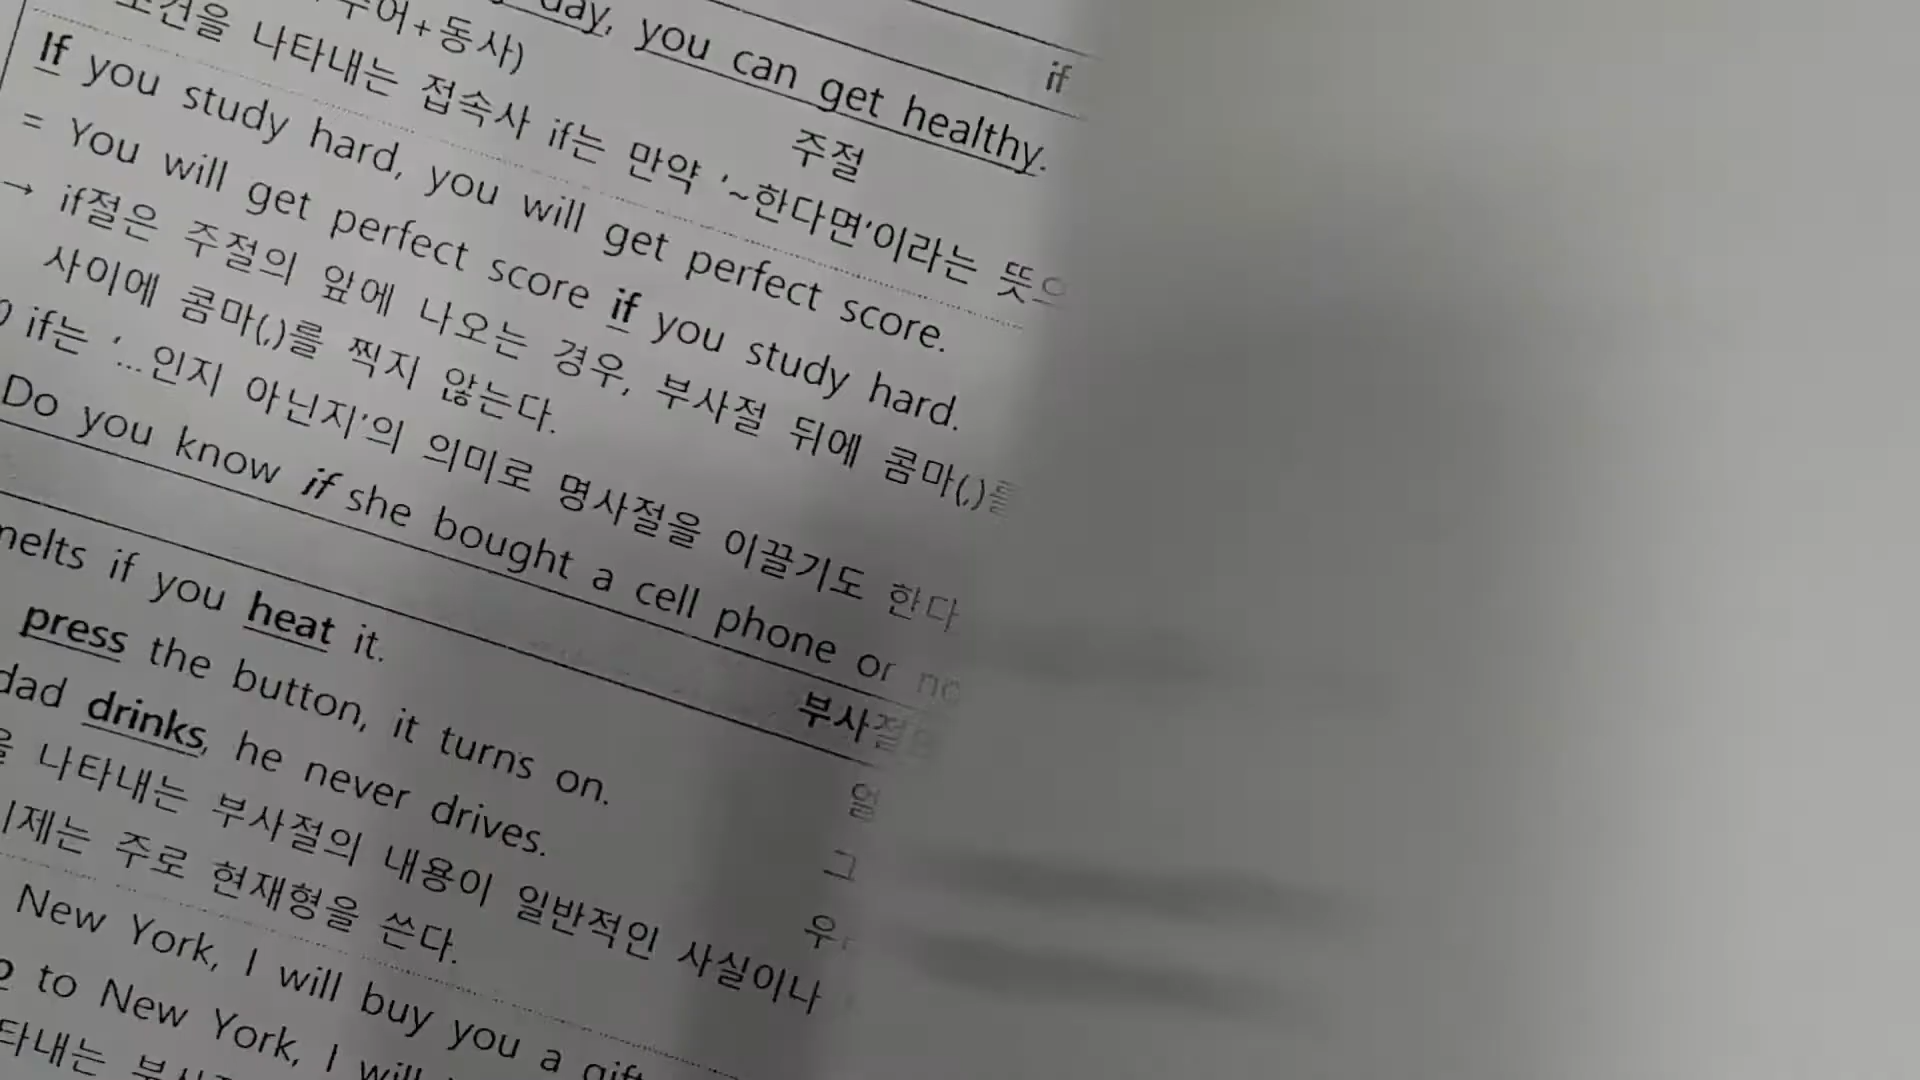 day, you can get healthy.
if
주어+동사)
주절
조건을 나타내는 접속사 if는 만약 '~한다면'이라는 뜻으
If you study hard, you will get perfect score.
= You will get perfect score if you study hard.
→ if절은 주절의 앞에 나오는 경우, 부사절 뒤에 콤마(,)를
사이에 콤마(,)를 찍지 않는다.
if는 '...인지 아닌지'의 의미로 명사절을 이끌기도 한다
Do you know if she bought a cell phone or
부사절
melts if you heat it.
press the button, it turns on.
dad drinks, he never drives.
그
나타내는 부사절의 내용이 일반적인 사실이나
주로 현재형을 쓴다.
New York, I will buy you a gift
to New York, I will